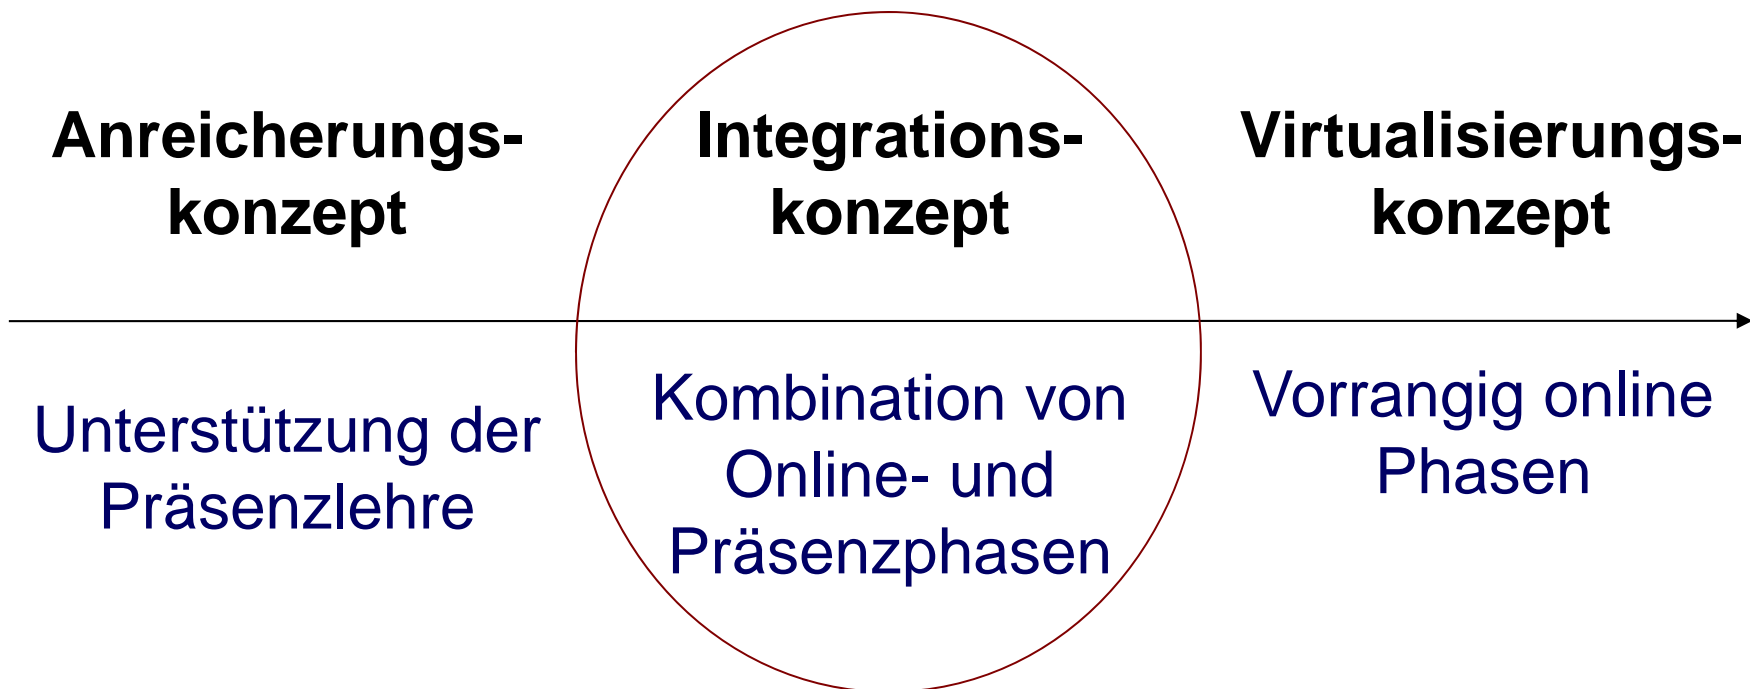 Anreicherungs-
konzept
Integrations-
konzept
Virtualisierungs-
konzept
Unterstützung der
Präsenzlehre
Kombination von
Online- und
Präsenzphasen
Vorrangig online
Phasen